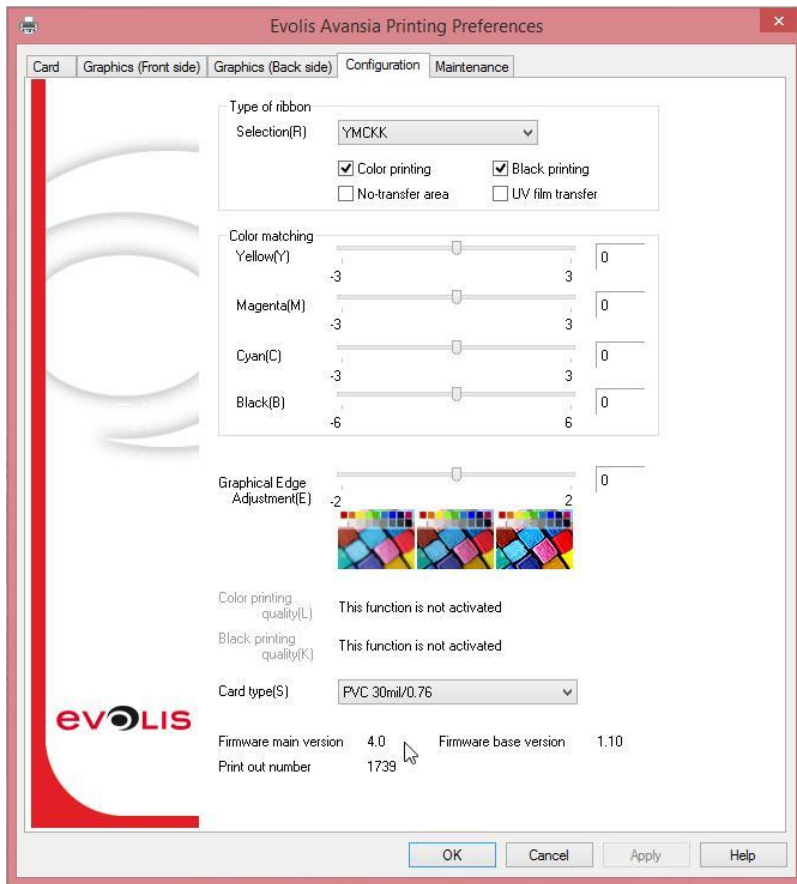 Evolis Avansia Printing Preferences
Card Graphics (Front side) Graphics (Back side) Configuration Maintenance
Type of ribbon
Selection(R) YMCKK
Color printing Black printing
No-transfer area UV film transfer
Color matching
Yellow(Y) 0
-3 3
Magenta(M) 0
-3 3
Cyan(C) 0
-3 3
Black(B) 0
-6 6
Graphical Edge
Adjustment(E) 0
-2 2
Color printing
quality(L) This function is not activated
Black printing
quality(K) This function is not activated
Card type(S) PVC 30mil/0.76
evolis
Firmware main version 4.0 Firmware base version 1.10
Print out number 1739
OK Cancel Apply Help